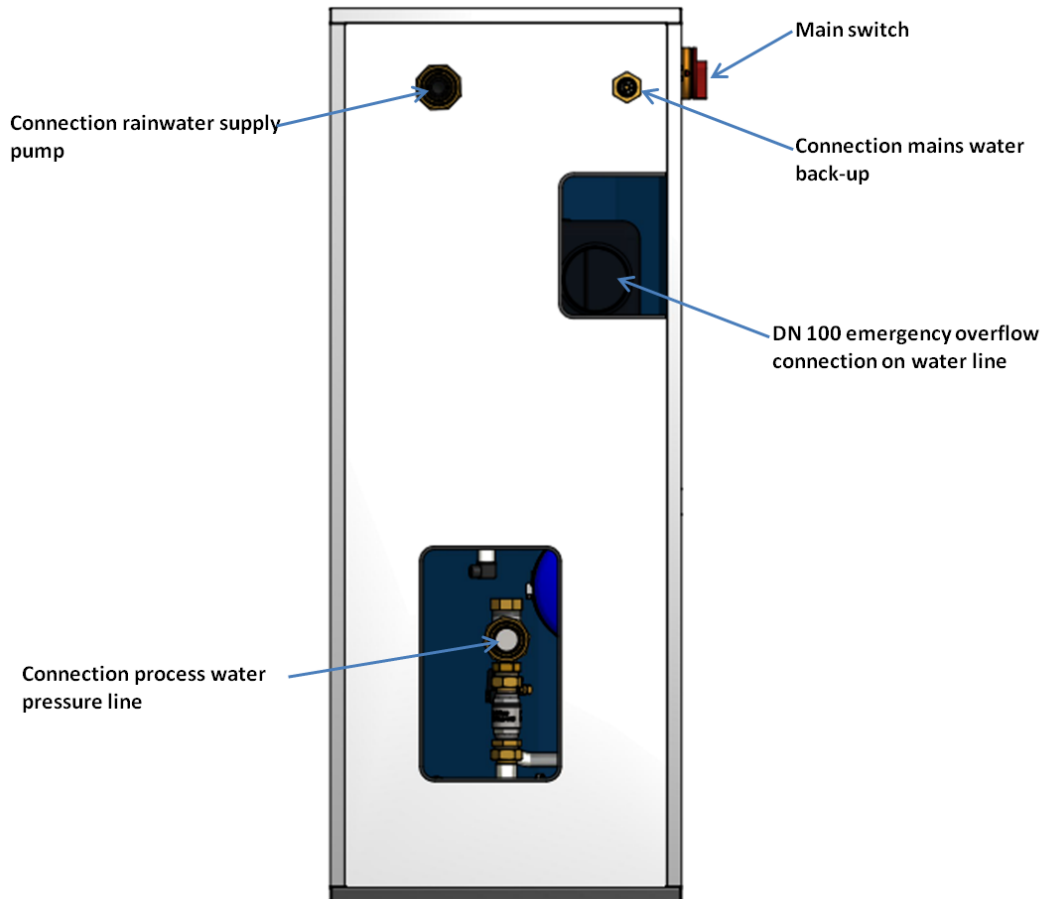 Main switch
Connection rainwater supply
pump
Connection mains water
back-up
DN 100 emergency overflow
connection on water line
Connection process water
pressure line